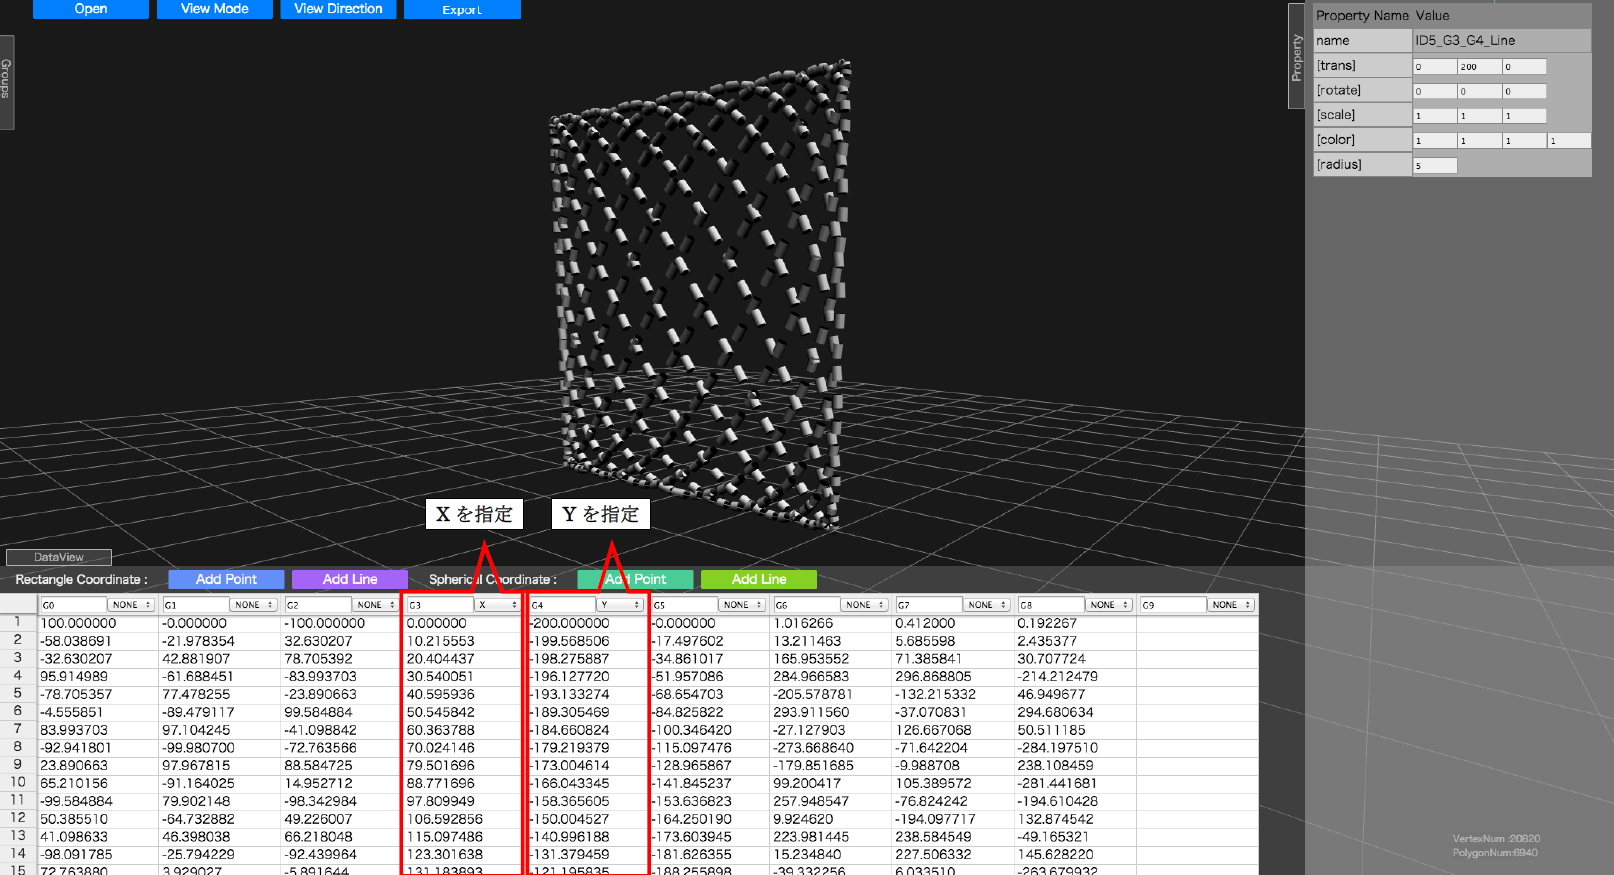 Open View Mode View Direction Export
Groups
Property
Property Name Value
name ID5_G3_G4_Line
[trans] 0 200 0
[rotate] 0 0 0
[scale] 1 1 1
[color] 1 1 1 1
[radius] 5
X を指定 Y を指定
DataView
Rectangle Coordinate : Add Point Add Line Spherical Coordinate : Add Point Add Line
G0 NONE G1 NONE G2 NONE G3 X G4 Y G5 NONE G6 NONE G7 NONE G8 NONE G9 NONE
1 100.000000 -0.000000 -100.000000 0.000000 -200.000000 -0.000000 1.016266 0.412000 0.192267
2 -58.038691 -21.978354 32.630207 10.215553 -199.568506 -17.497602 13.211463 5.685598 2.435377
3 -32.630207 42.881907 78.705392 20.404437 -198.275887 -34.861017 165.953552 71.385841 30.707724
4 95.914989 -61.688451 -83.993703 30.540051 -196.127720 -51.957086 284.966583 296.868805 -214.212479
5 -78.705357 77.478255 -23.890663 40.595936 -193.133274 -68.654703 -205.578781 -132.215332 46.949677
6 -4.555851 -89.479117 99.584884 50.545842 -189.305469 -84.825822 293.911560 -37.070831 294.680634
7 83.993703 97.104245 -41.098842 60.363788 -184.660824 -100.346420 -27.127903 126.667068 50.511185
8 -92.941801 -99.980700 -72.763566 70.024146 -179.219379 -115.097476 -273.668640 -71.642204 -284.197510
9 23.890663 97.967815 88.584725 79.501696 -173.004614 -128.965867 -179.851685 -9.988708 238.108459
10 65.210156 -91.164025 14.952712 88.771696 -166.043345 -141.845237 99.200417 105.389572 -281.441681
11 -99.584884 79.902148 -98.342984 97.809949 -158.365605 -153.636823 257.948547 -76.824242 -194.610428
12 50.385510 -64.732882 49.226007 106.592856 -150.004527 -164.250190 9.924620 -194.097717 132.874542
13 41.098633 46.398038 66.218048 115.097486 -140.996188 -173.603945 223.981445 238.584549 -49.165321
14 -98.091785 -25.794229 -92.439964 123.301638 -131.379459 -181.626355 15.234840 227.506332 145.628220
15 72.763880 3.929027 -5.891644 131.183893 -121.195835 -188.255898 -39.332256 6.033510 -263.679932
VertexNum :20820
PolygonNum:6940